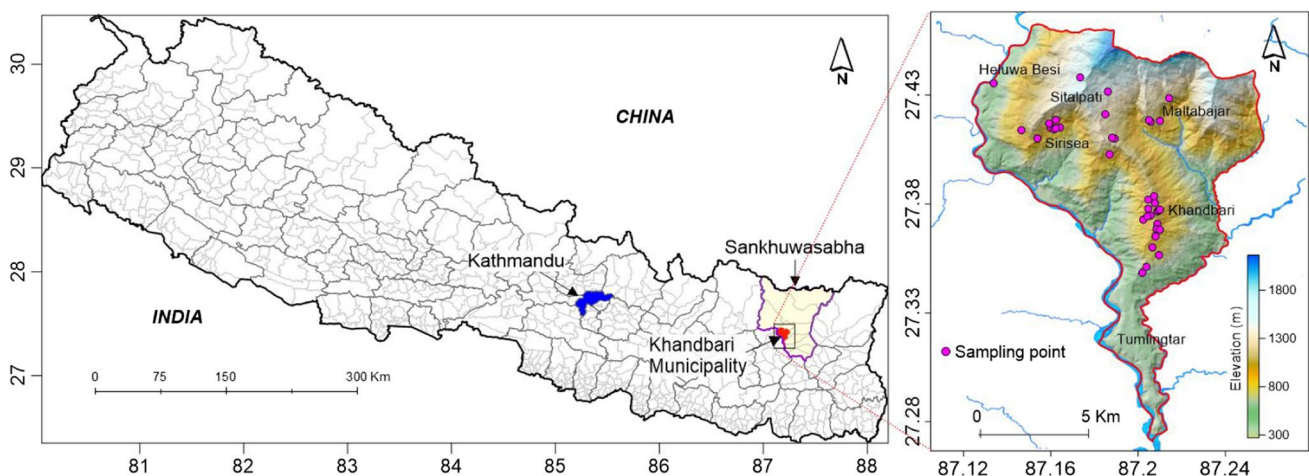 30
29
28
27
81
82
83
84
85
86
87
88
N
CHINA
INDIA
Kathmandu
Sankhuwasabha
Khandbari
Municipality
0 75 150 300 Km
N
Heluwa Besi
Sitalpati
Maltabajar
Sirisea
Khandbari
Tumlingtar
Sampling point
0 5 Km
Elevation (m)
1800
1300
800
300
27.43
27.38
27.33
27.28
87.12
87.16
87.2
87.24